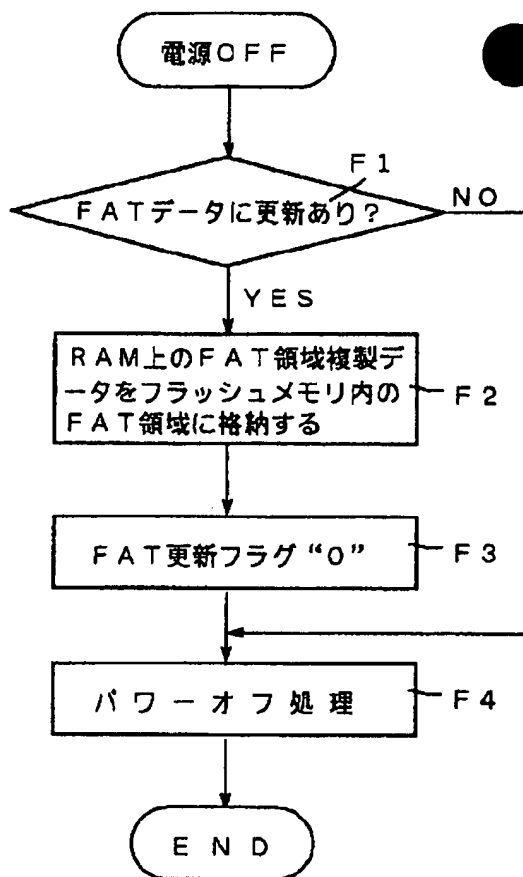 電源OFF
F1
FATデータに更新あり?
NO
YES
RAM上のFAT領域複製デ
ータをフラッシュメモリ内の
FAT領域に格納する
F2
FAT更新フラグ“0”
F3
パワーオフ処理
F4
END